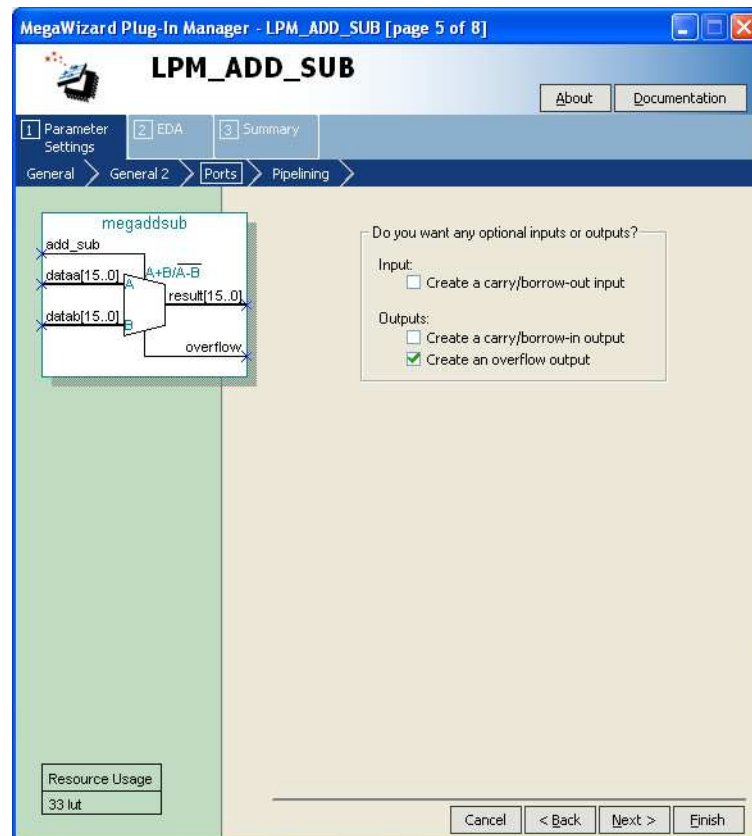 MegaWizard Plug-In Manager - LPM_ADD_SUB [page 5 of 8]
LPM_ADD_SUB
About
Documentation
1 Parameter Settings
2 EDA
3 Summary
General
General 2
Ports
Pipelining
megaddsub
add_sub
A+B/A-B
dataa[15..0]
A
result[15..0]
datab[15..0]
B
overflow
Do you want any optional inputs or outputs?
Input:
Create a carry/borrow-out input
Outputs:
Create a carry/borrow-in output
Create an overflow output
Resource Usage
33 lut
Cancel
< Back
Next >
Finish